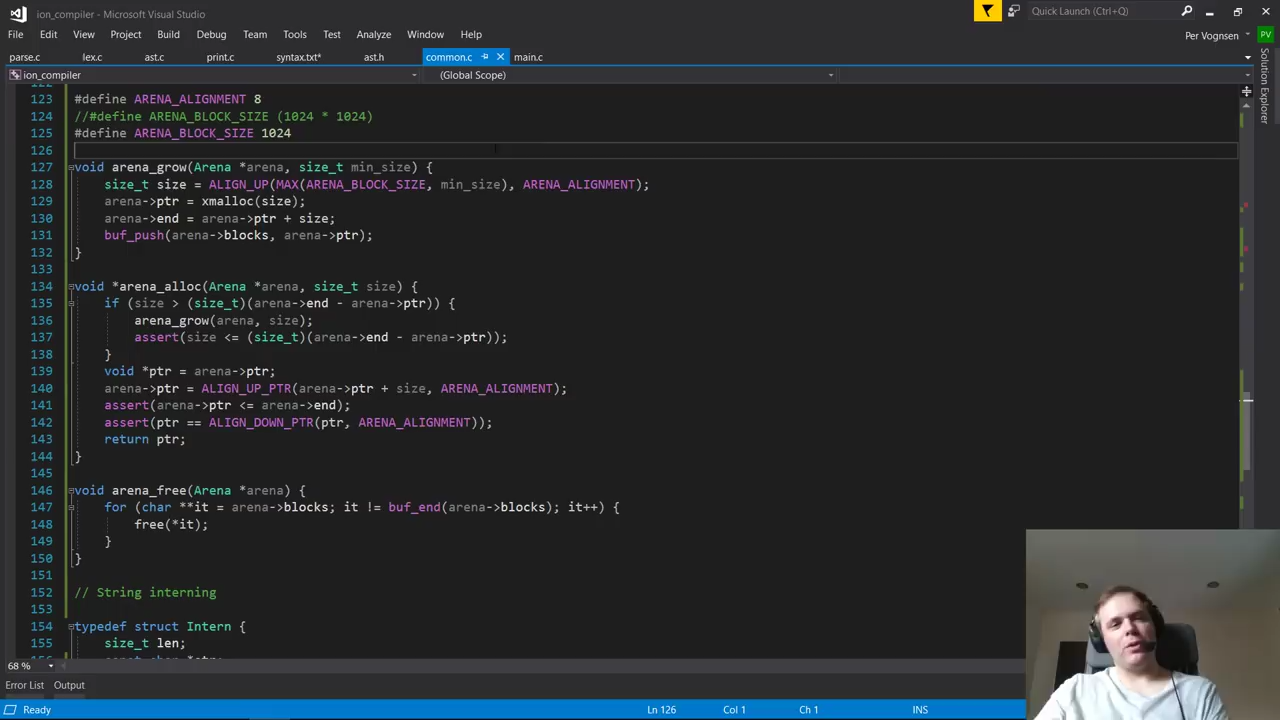 ion_compiler - Microsoft Visual Studio
Quick Launch (Ctrl+Q)
File Edit View Project Build Debug Team Tools Test Analyze Window Help
Per Vognsen PV
parse.c lex.c ast.c print.c syntax.txt* ast.h common.c main.c
ion_compiler (Global Scope)
Solution Explorer
122
123 #define ARENA_ALIGNMENT 8
124 //#define ARENA_BLOCK_SIZE (1024 * 1024)
125 #define ARENA_BLOCK_SIZE 1024
126
127 void arena_grow(Arena *arena, size_t min_size) {
128 size_t size = ALIGN_UP(MAX(ARENA_BLOCK_SIZE, min_size), ARENA_ALIGNMENT);
129 arena->ptr = xmalloc(size);
130 arena->end = arena->ptr + size;
131 buf_push(arena->blocks, arena->ptr);
132 }
133
134 void *arena_alloc(Arena *arena, size_t size) {
135 if (size > (size_t)(arena->end - arena->ptr)) {
136 arena_grow(arena, size);
137 assert(size <= (size_t)(arena->end - arena->ptr));
138 }
139 void *ptr = arena->ptr;
140 arena->ptr = ALIGN_UP_PTR(arena->ptr + size, ARENA_ALIGNMENT);
141 assert(arena->ptr <= arena->end);
142 assert(ptr == ALIGN_DOWN_PTR(ptr, ARENA_ALIGNMENT));
143 return ptr;
144 }
145
146 void arena_free(Arena *arena) {
147 for (char **it = arena->blocks; it != buf_end(arena->blocks); it++) {
148 free(*it);
149 }
150 }
151
152 // String interning
153
154 typedef struct Intern {
155 size_t len;
156 const char *str;
68 %
Error List Output
Ready Ln 126 Col 1 Ch 1 INS